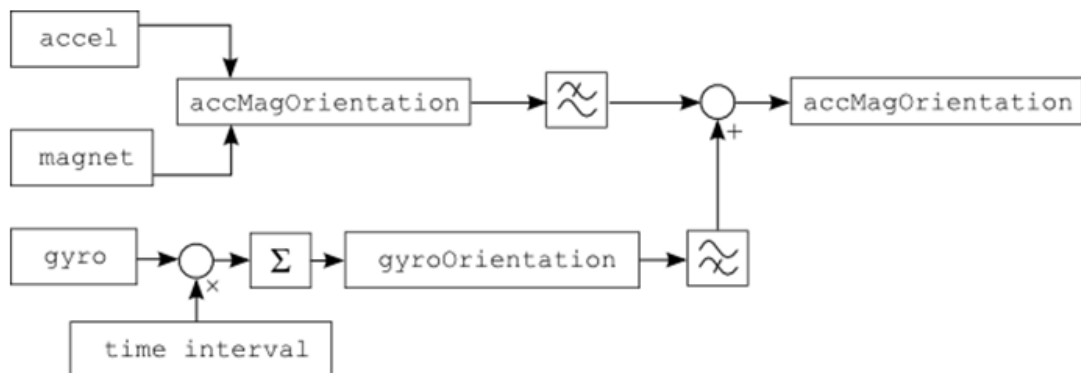 accel
accMagOrientation
accMagOrientation
+
magnet
gyro
Σ
gyroOrientation
×
time interval